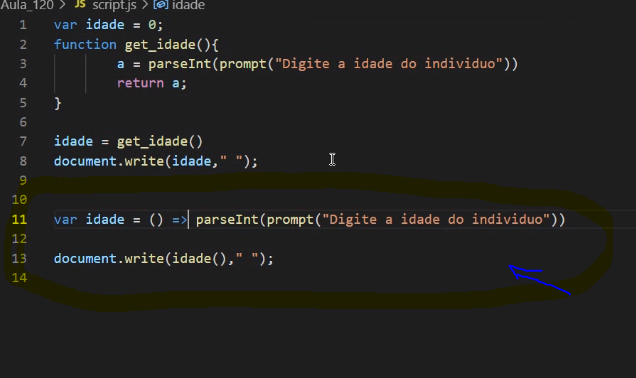 Aula_120 > JS script.js > idade
1 var idade = 0;
2 function get_idade(){
3 a = parseInt(prompt("Digite a idade do individuo"))
4 return a;
5 }
6
7 idade = get_idade()
8 document.write(idade," ");
9
10
11 var idade = () => parseInt(prompt("Digite a idade do individuo"))
12
13 document.write(idade()," ");
14